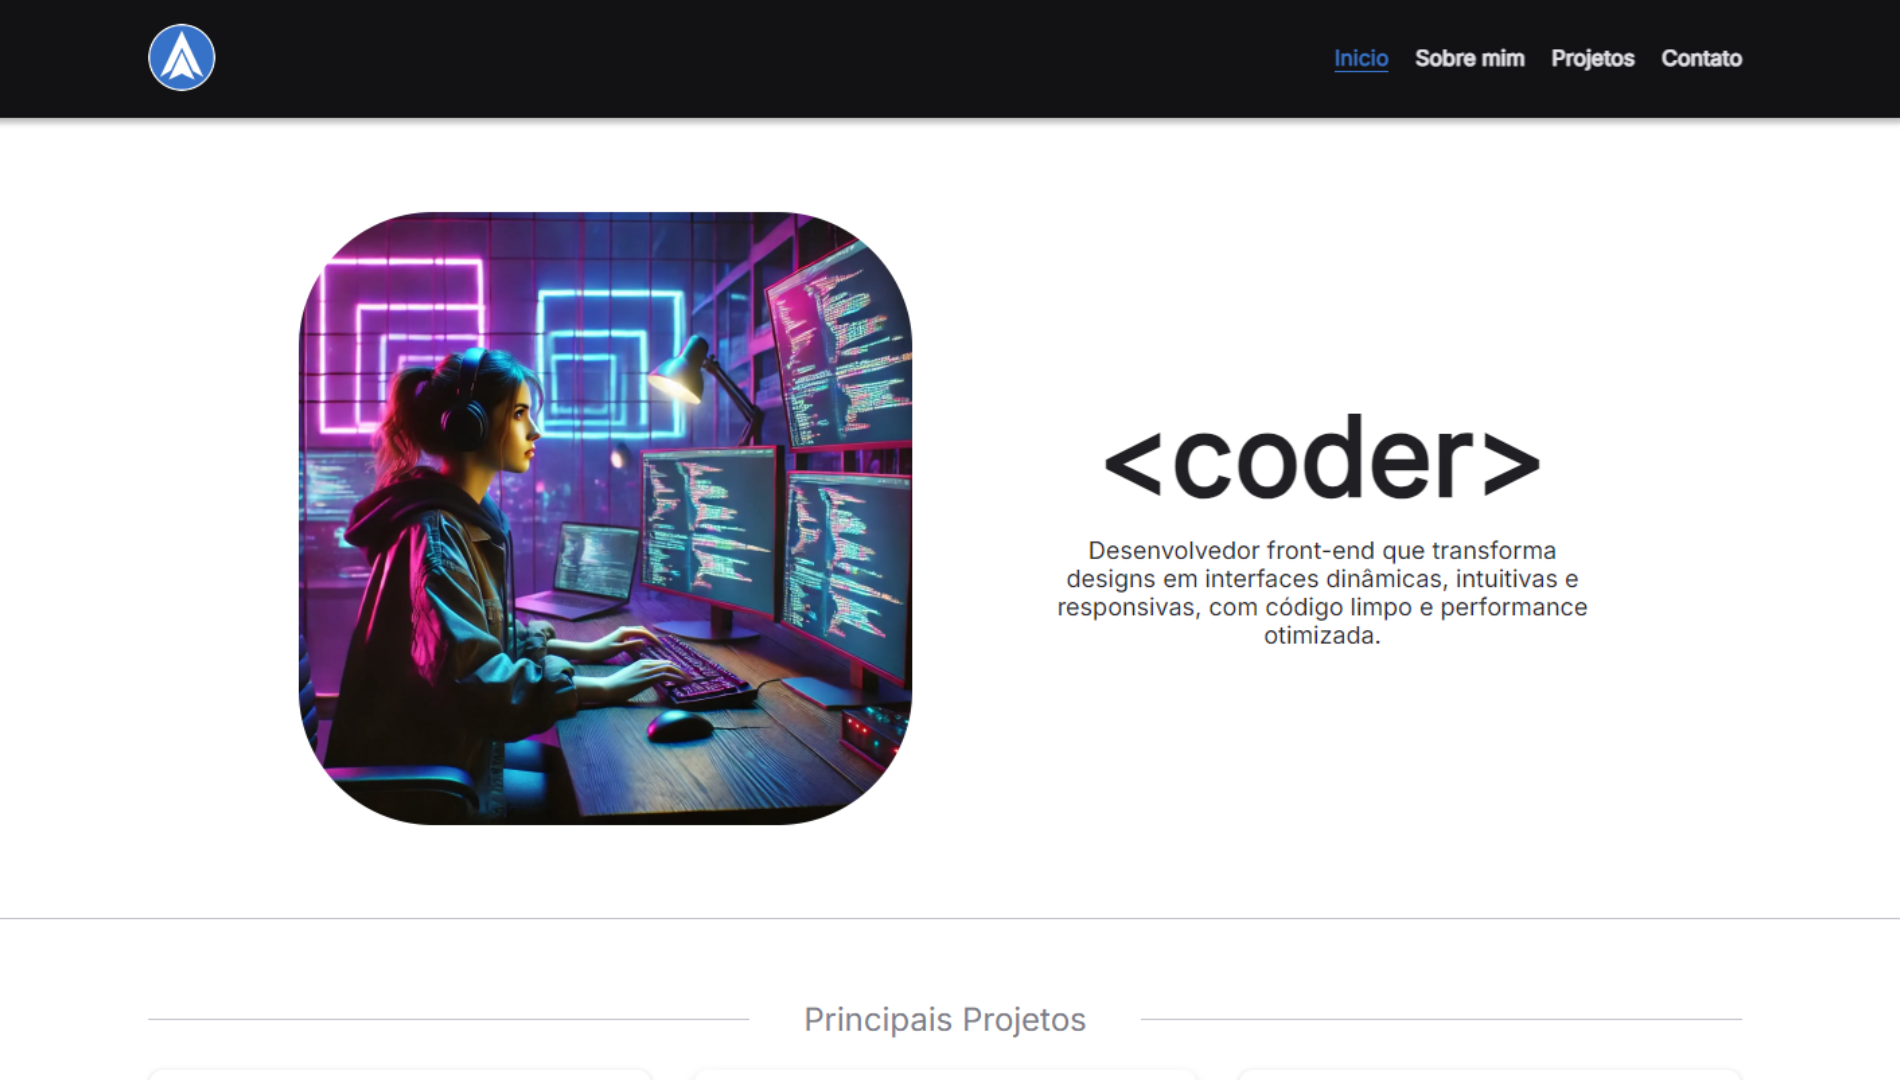 Inicio Sobre mim Projetos Contato
<coder>
Desenvolvedor front-end que transforma
designs em interfaces dinâmicas, intuitivas e
responsivas, com código limpo e performance
otimizada.
Principais Projetos